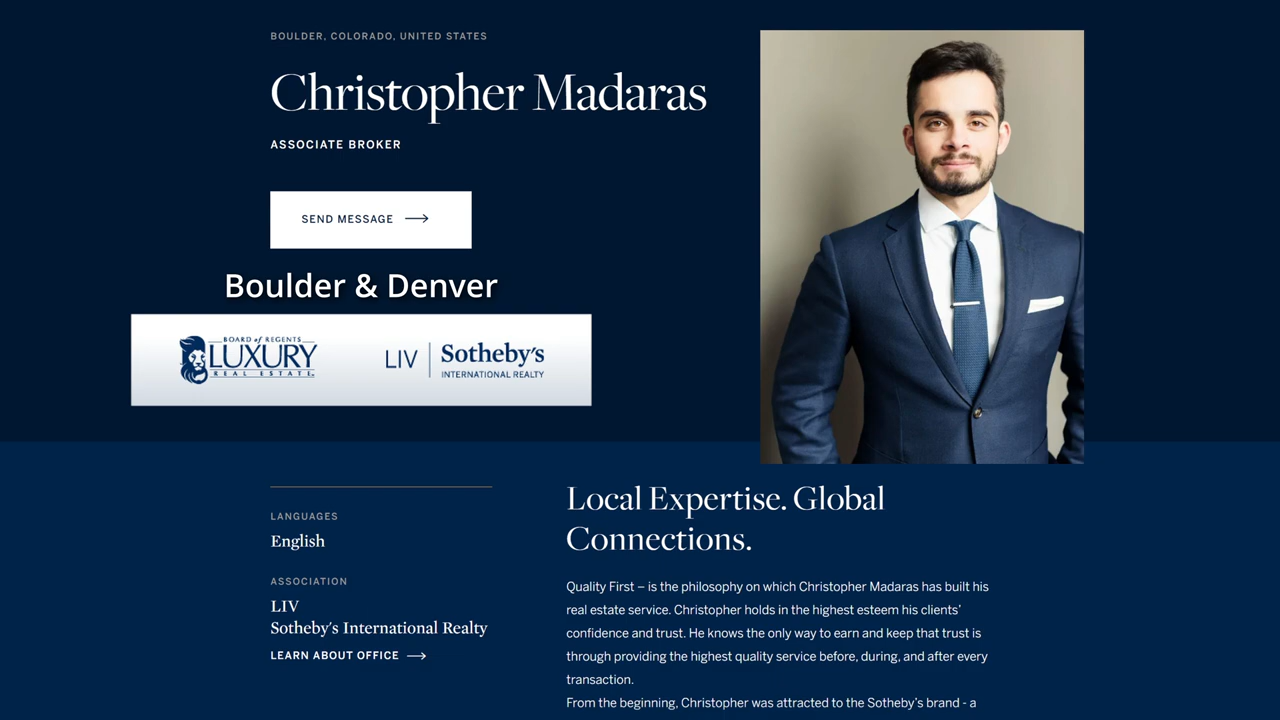 BOULDER, COLORADO, UNITED STATES
Christopher Madaras
ASSOCIATE BROKER
SEND MESSAGE
Boulder & Denver
BOARD of REGENTS
LUXURY
REAL ESTATE
LIV
Sotheby's
INTERNATIONAL REALTY
LANGUAGES
English
ASSOCIATION
LIV
Sotheby's International Realty
LEARN ABOUT OFFICE
Local Expertise. Global
Connections.
Quality First – is the philosophy on which Christopher Madaras has built his
real estate service. Christopher holds in the highest esteem his clients'
confidence and trust. He knows the only way to earn and keep that trust is
through providing the highest quality service before, during, and after every
transaction.
From the beginning, Christopher was attracted to the Sotheby's brand - a